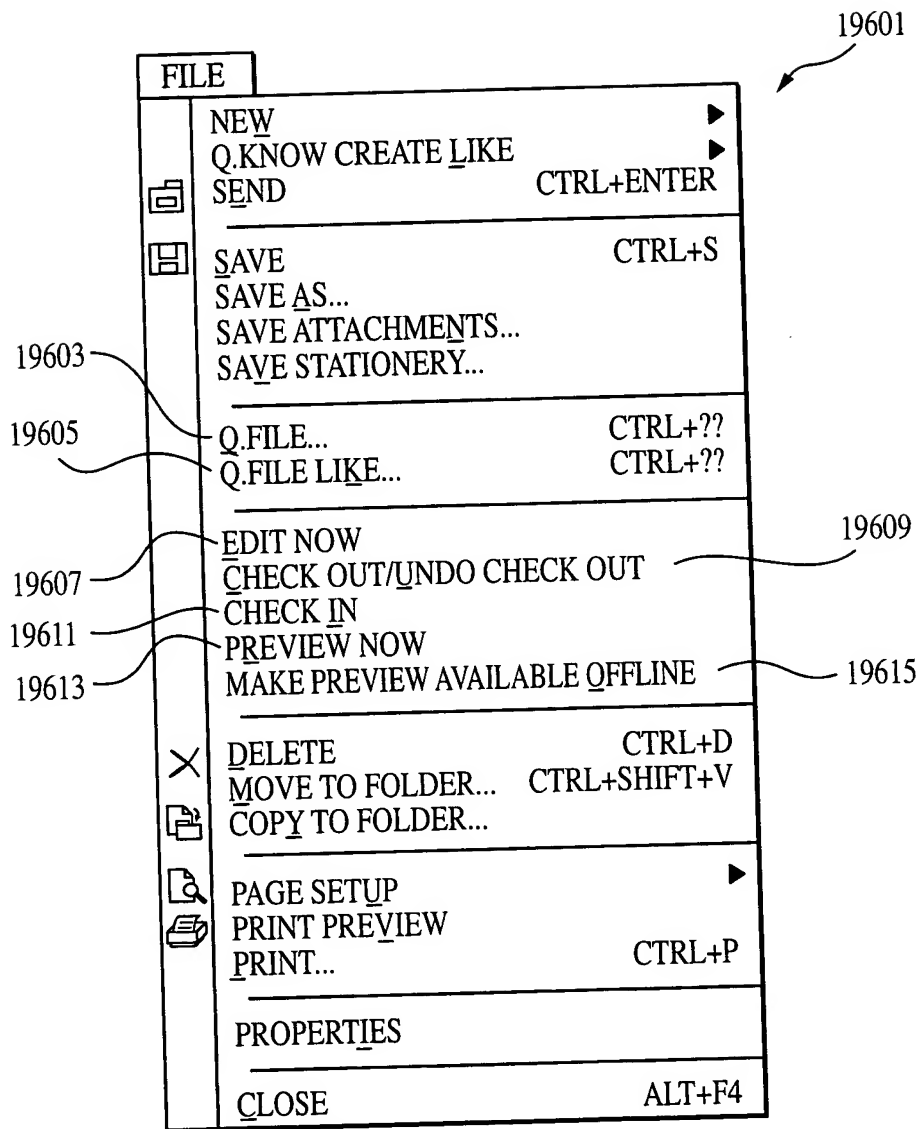 19601
FILE
NEW
Q.KNOW CREATE LIKE
SEND CTRL+ENTER
SAVE CTRL+S
SAVE AS...
SAVE ATTACHMENTS...
SAVE STATIONERY...
19603
Q.FILE... CTRL+??
19605
Q.FILE LIKE... CTRL+??
19607
EDIT NOW
19609
CHECK OUT/UNDO CHECK OUT
19611
CHECK IN
19613
PREVIEW NOW
MAKE PREVIEW AVAILABLE OFFLINE
19615
DELETE CTRL+D
MOVE TO FOLDER... CTRL+SHIFT+V
COPY TO FOLDER...
PAGE SETUP
PRINT PREVIEW
PRINT... CTRL+P
PROPERTIES
CLOSE ALT+F4